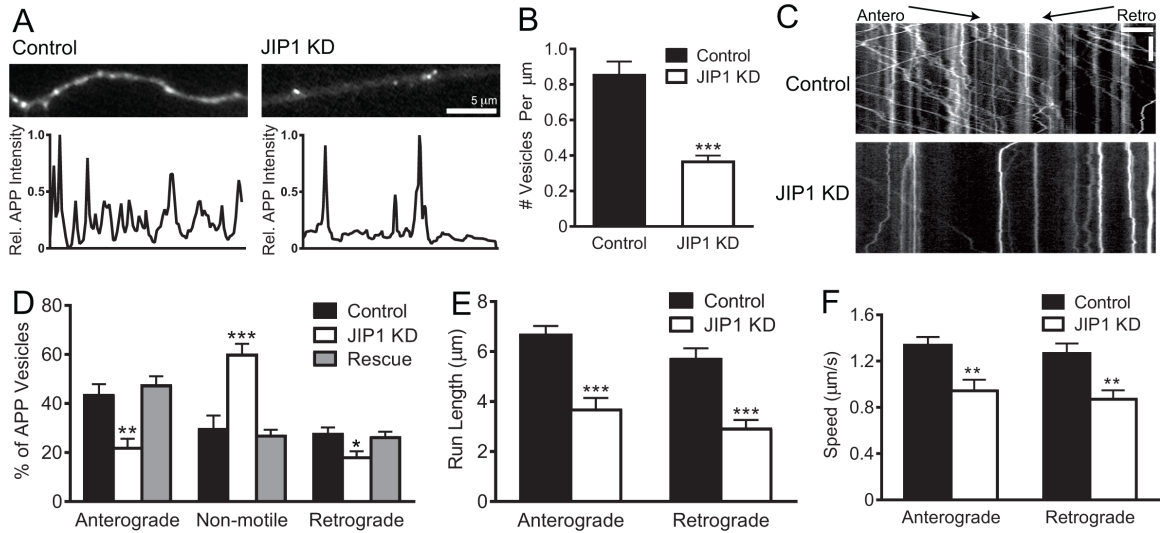 A
Control
JIP1 KD
5 μm
Rel. APP Intensity
1.0
0.5
0
Rel. APP Intensity
1.0
0.5
0
B
# Vesicles Per μm
1.0
0.8
0.6
0.4
0.2
0
Control
JIP1 KD
***
Control
JIP1 KD
C
Antero
Retro
Control
JIP1 KD
D
% of APP Vesicles
80
60
40
20
0
Control
JIP1 KD
Rescue
**
***
*
Anterograde
Non-motile
Retrograde
E
Run Length (μm)
8
6
4
2
0
Control
JIP1 KD
***
***
Anterograde
Retrograde
F
Speed (μm/s)
1.6
1.2
0.8
0.4
0
Control
JIP1 KD
**
**
Anterograde
Retrograde